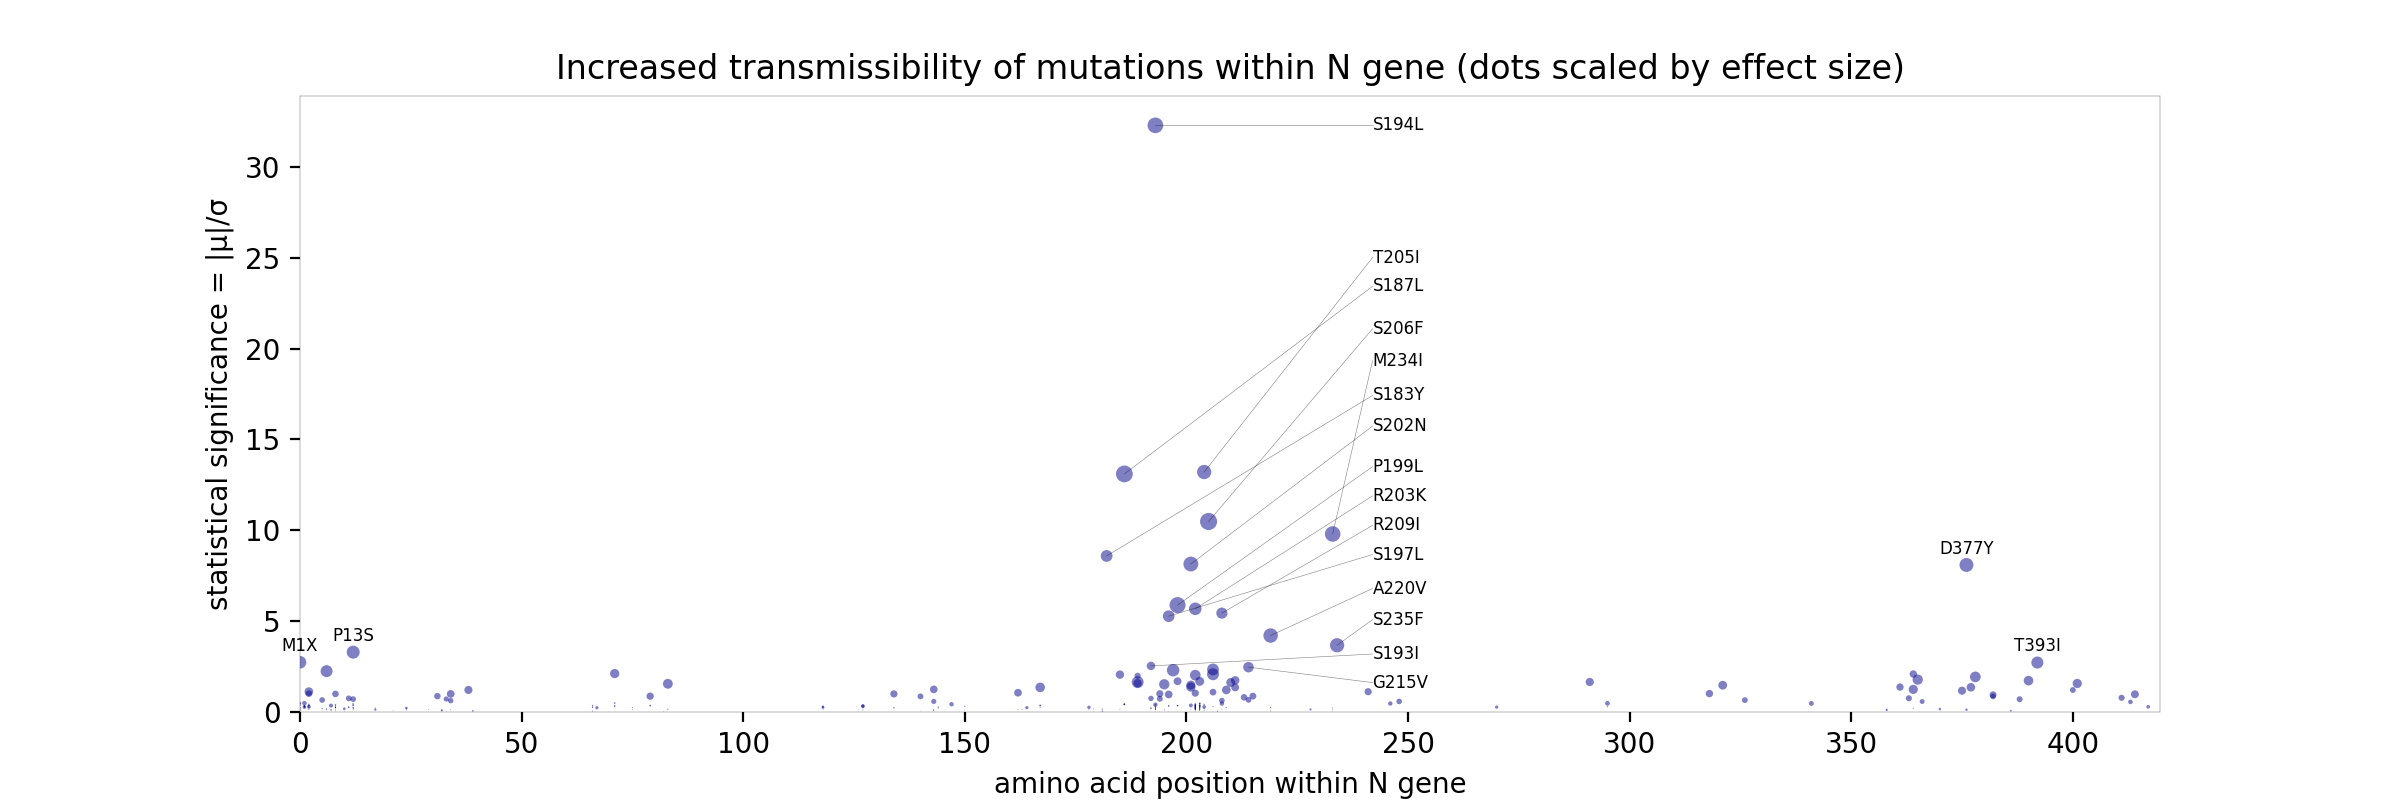 Increased transmissibility of mutations within N gene (dots scaled by effect size)
statistical significance = |μ|/σ
30
25
20
15
10
5
0
S194L
T205I
S187L
S206F
M234I
S183Y
S202N
P199L
R203K
R209I
S197L
D377Y
A220V
S235F
M1X
P13S
T393I
S193I
G215V
0
50
100
150
200
250
300
350
400
amino acid position within N gene